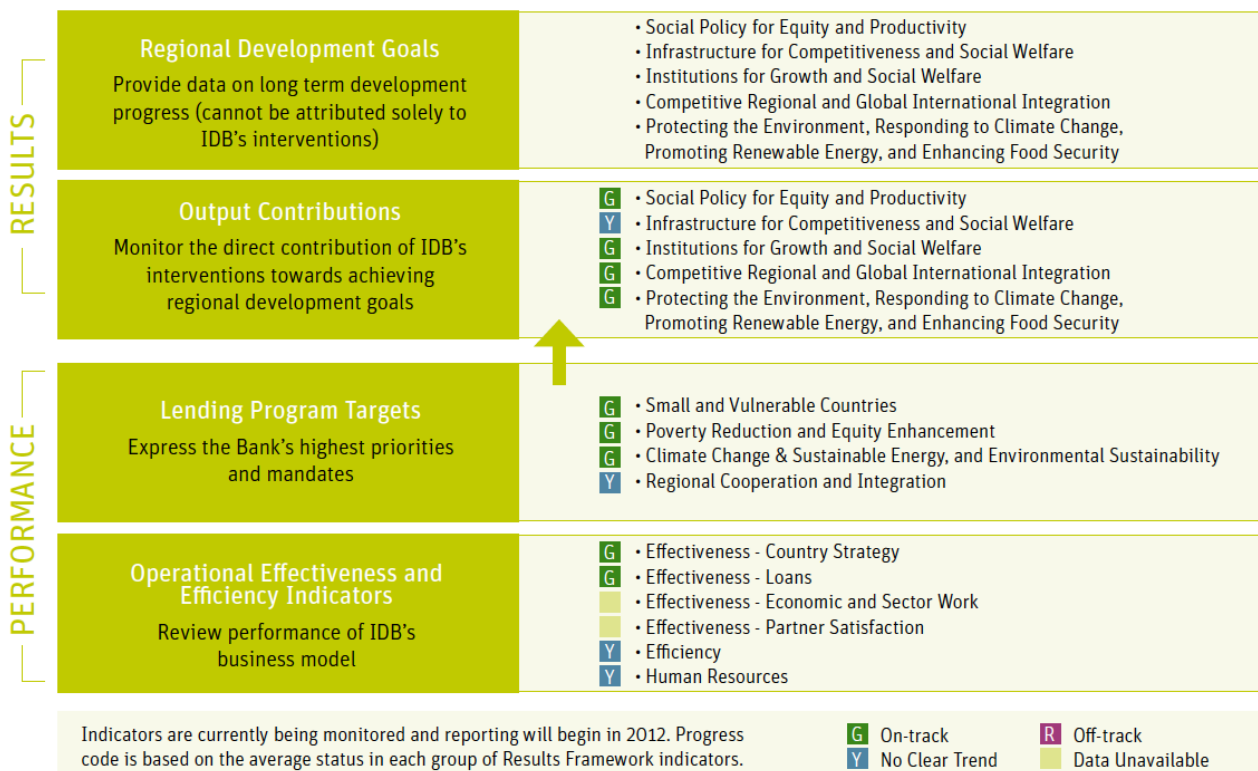 RESULTS
Regional Development Goals
Provide data on long term development
progress (cannot be attributed solely to
IDB's interventions)
• Social Policy for Equity and Productivity
• Infrastructure for Competitiveness and Social Welfare
• Institutions for Growth and Social Welfare
• Competitive Regional and Global International Integration
• Protecting the Environment, Responding to Climate Change,
Promoting Renewable Energy, and Enhancing Food Security
Output Contributions
Monitor the direct contribution of IDB's
interventions towards achieving
regional development goals
G • Social Policy for Equity and Productivity
Y • Infrastructure for Competitiveness and Social Welfare
G • Institutions for Growth and Social Welfare
G • Competitive Regional and Global International Integration
G • Protecting the Environment, Responding to Climate Change,
Promoting Renewable Energy, and Enhancing Food Security
PERFORMANCE
Lending Program Targets
Express the Bank's highest priorities
and mandates
G • Small and Vulnerable Countries
G • Poverty Reduction and Equity Enhancement
G • Climate Change & Sustainable Energy, and Environmental Sustainability
Y • Regional Cooperation and Integration
Operational Effectiveness and
Efficiency Indicators
Review performance of IDB's
business model
G • Effectiveness - Country Strategy
G • Effectiveness - Loans
• Effectiveness - Economic and Sector Work
• Effectiveness - Partner Satisfaction
Y • Efficiency
Y • Human Resources
Indicators are currently being monitored and reporting will begin in 2012. Progress
code is based on the average status in each group of Results Framework indicators.
G On-track
R Off-track
Y No Clear Trend
Data Unavailable